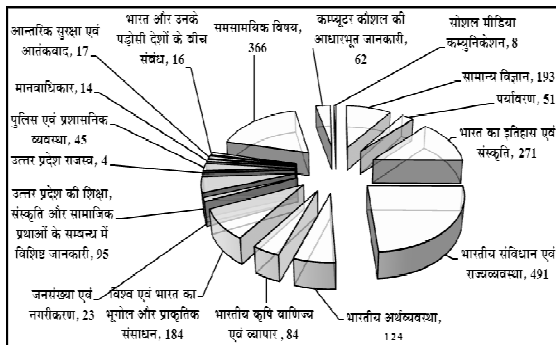 आन्तरिक सुरक्षा एवं
आतंकवाद, 17
भारत और उनके
पड़ोसी देशों के बीच
संबंध, 16
समसामयिक विषय,
366
कम्प्यूटर कौशल की
आधारभूत जानकारी,
62
सोशल मीडिया
कम्युनिकेशन, 8
सामान्य विज्ञान, 193
पर्यावरण, 51
भारत का इतिहास एवं
संस्कृति, 271
भारतीय संविधान एवं
राज्यव्यवस्था, 491
भारतीय अर्थव्यवस्था,
124
भारतीय कृषि वाणिज्य
एवं व्यापार, 84
विश्व एवं भारत का
भूगोल और प्राकृतिक
संसाधन, 184
जनसंख्या एवं
नगरीकरण, 23
उत्तर प्रदेश की शिक्षा,
संस्कृति और सामाजिक
प्रथाओं के सम्बन्ध में
विशिष्ट जानकारी, 95
उत्तर प्रदेश राजस्व, 4
पुलिस एवं प्रशासनिक
व्यवस्था, 45
मानवाधिकार, 14